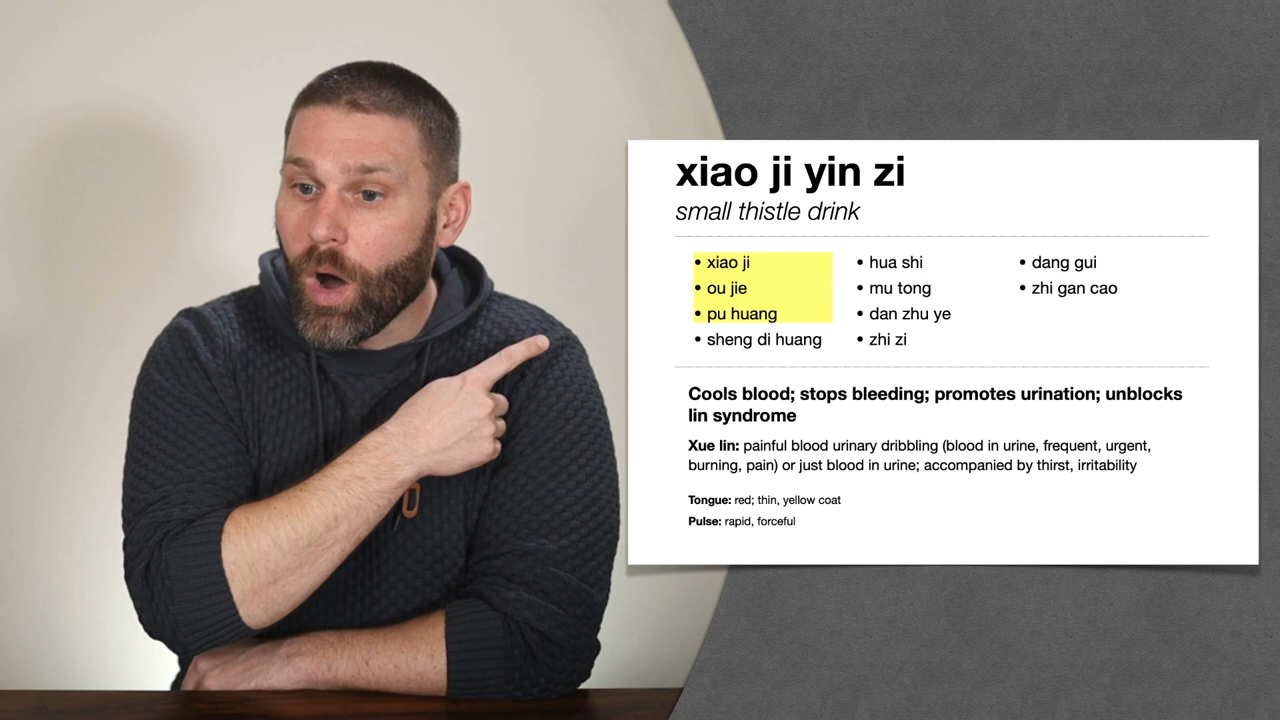 xiao ji yin zi
small thistle drink
• xiao ji
• ou jie
• pu huang
• sheng di huang
• hua shi
• mu tong
• dan zhu ye
• zhi zi
• dang gui
• zhi gan cao
Cools blood; stops bleeding; promotes urination; unblocks
lin syndrome
Xue lin: painful blood urinary dribbling (blood in urine, frequent, urgent,
burning, pain) or just blood in urine; accompanied by thirst, irritability
Tongue: red; thin, yellow coat
Pulse: rapid, forceful